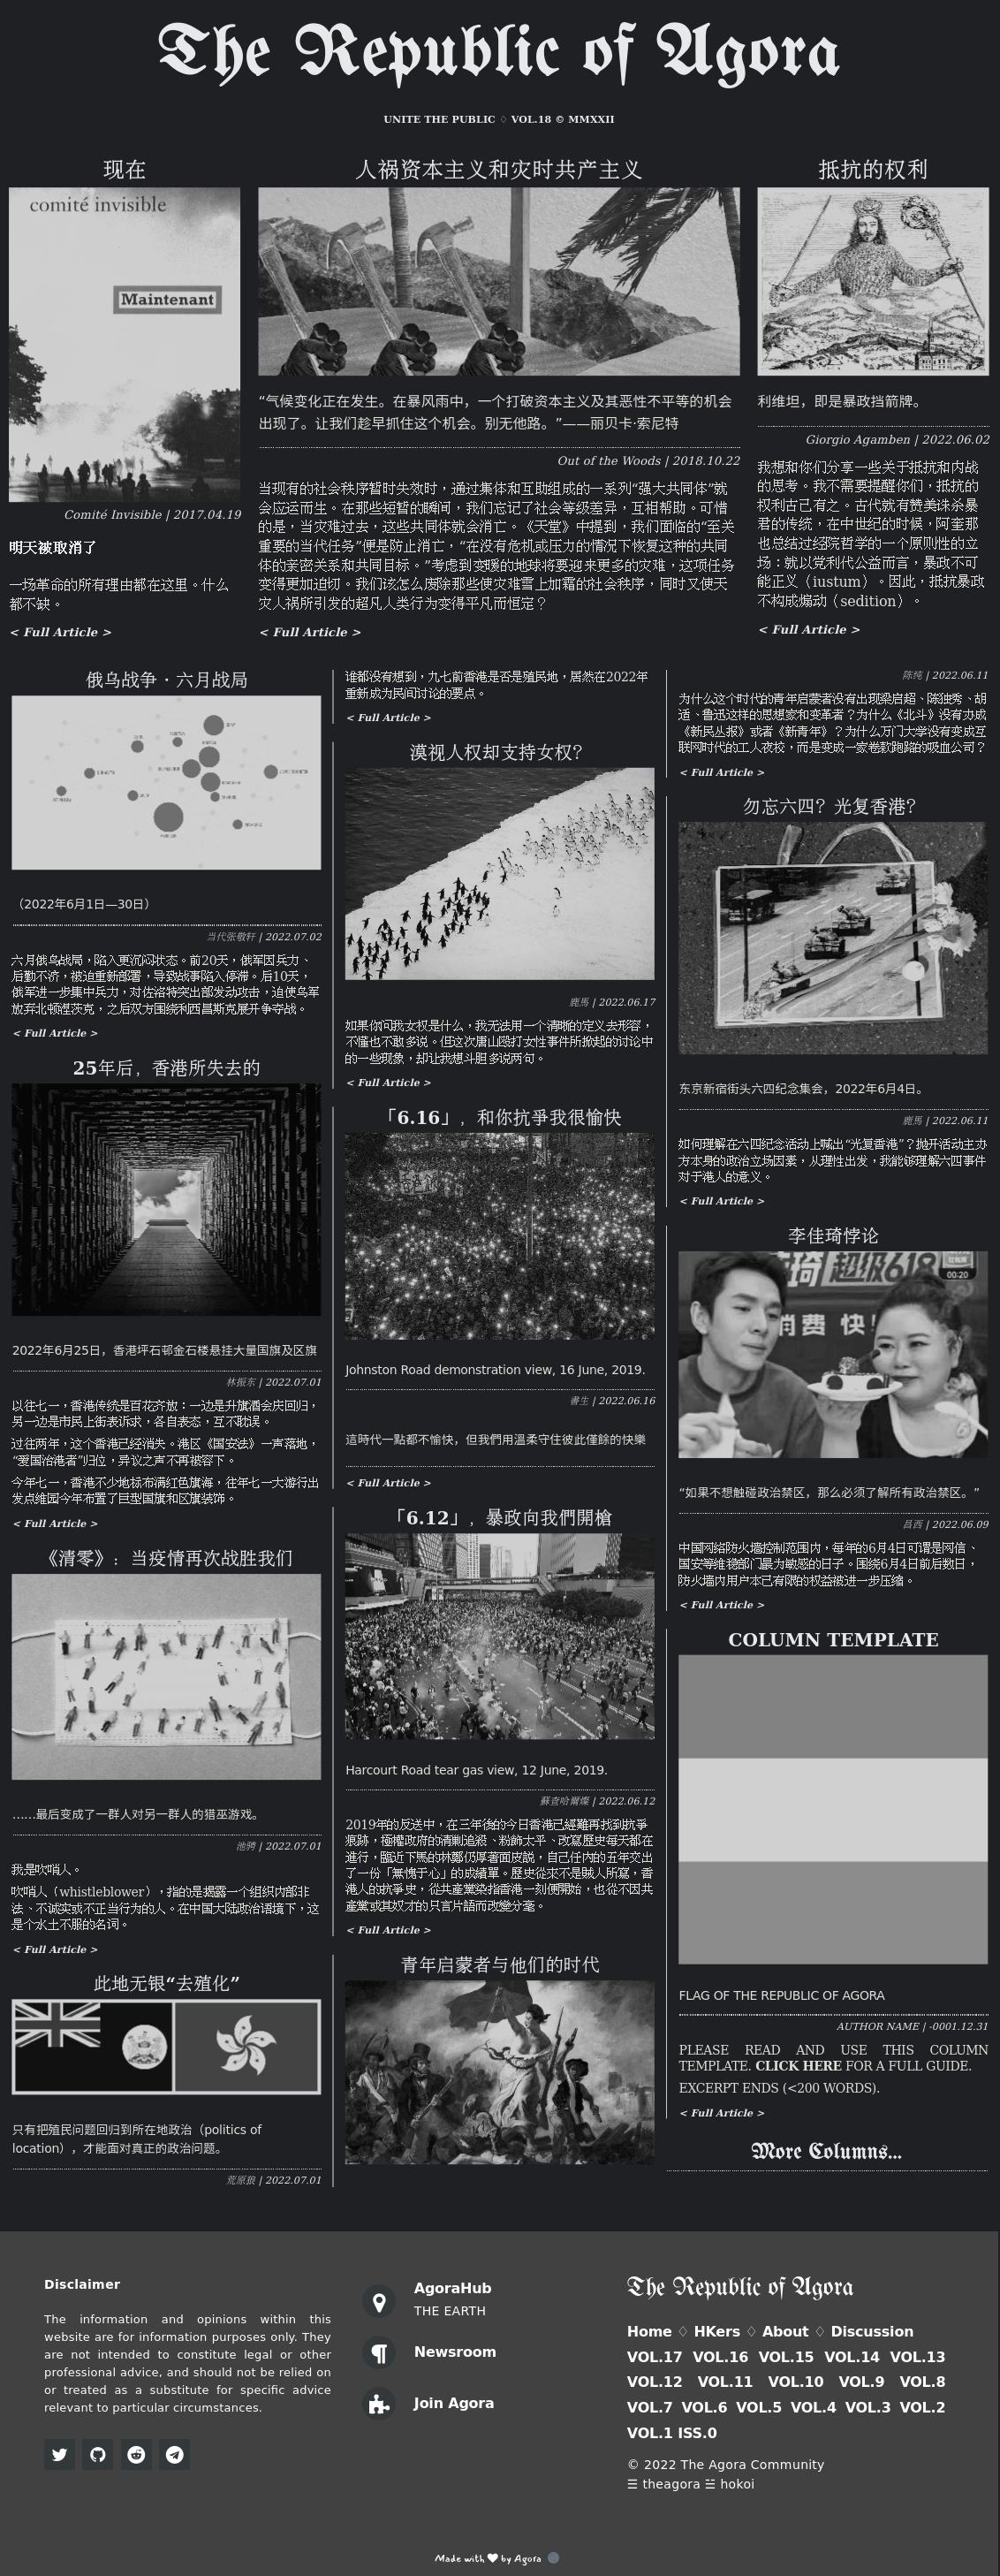 The Republic of Agora
UNITE THE PUBLIC ♢ VOL.18 © MMXXII
现在
comité invisible
Maintenant
Comité Invisible | 2017.04.19
明天被取消了
一场革命的所有理由都在这里。什么
都不缺。
< Full Article >
人祸资本主义和灾时共产主义
“气候变化正在发生。在暴风雨中，一个打破资本主义及其恶性不平等的机会
出现了。让我们趁早抓住这个机会。别无他路。”——丽贝卡·索尼特
Out of the Woods | 2018.10.22
当现有的社会秩序暂时失效时，通过集体和互助组成的一系列“强大共同体”就
会应运而生。在那些短暂的瞬间，我们忘记了社会等级差异，互相帮助。可惜
的是，当灾难过去，这些共同体就会消亡。《天堂》中提到，我们面临的“至关
重要的当代任务”便是防止消亡，“在没有危机或压力的情况下恢复这种的共同
体的亲密关系和共同目标。”考虑到变暖的地球将要迎来更多的灾难，这项任务
变得更加迫切。我们该怎么废除那些使灾难雪上加霜的社会秩序，同时又使天
灾人祸所引发的超凡人类行为变得平凡而恒定？
< Full Article >
抵抗的权利
利维坦，即是暴政挡箭牌。
Giorgio Agamben | 2022.06.02
我想和你们分享一些关于抵抗和内战
的思考。我不需要提醒你们，抵抗的
权利古已有之。古代就有赞美诛杀暴
君的传统，在中世纪的时候，阿奎那
也总结过经院哲学的一个原则性的立
场：就以党利代公益而言，暴政不可
能正义（iustum）。因此，抵抗暴政
不构成煽动（sedition）。
< Full Article >
俄乌战争 · 六月战局
（2022年6月1日—30日）
当代张敬轩 | 2022.07.02
六月俄乌战局，陷入更沉闷状态。前20天，俄军因兵力、
后勤不济，被迫重新部署，导致战事陷入停滞。后10天，
俄军进一步集中兵力，对佐洛特突出部发动攻击，迫使乌军
放弃北顿涅茨克，之后双方围绕利西昌斯克展开争夺战。
< Full Article >
25年后，香港所失去的
2022年6月25日，香港坪石邨金石楼悬挂大量国旗及区旗
林振东 | 2022.07.01
以往七一，香港传统是百花齐放：一边是升旗酒会庆回归，
另一边是市民上街表诉求，各自表态，互不耽误。
过往两年，这个香港已经消失。港区《国安法》一声落地，
“爱国治港者”归位，异议之声不再被容下。
今年七一，香港不少地标布满红色旗海，往年七一大游行出
发点维园今年布置了巨型国旗和区旗装饰。
< Full Article >
《清零》：当疫情再次战胜我们
……最后变成了一群人对另一群人的猎巫游戏。
池骋 | 2022.07.01
我是吹哨人。
吹哨人（whistleblower），指的是揭露一个组织内部非
法、不诚实或不正当行为的人。在中国大陆政治语境下，这
是个水土不服的名词。
< Full Article >
此地无银“去殖化”
只有把殖民问题回归到所在地政治（politics of
location），才能面对真正的政治问题。
荒原狼 | 2022.07.01
谁都没有想到，九七前香港是否是殖民地，居然在2022年
重新成为民间讨论的要点。
< Full Article >
漠视人权却支持女权？
鹿馬 | 2022.06.17
如果你问我女权是什么，我无法用一个清晰的定义去形容，
不懂也不敢多说。但这次唐山殴打女性事件所掀起的讨论中
的一些现象，却让我想斗胆多说两句。
< Full Article >
「6.16」，和你抗爭我很愉快
Johnston Road demonstration view, 16 June, 2019.
書生 | 2022.06.16
這時代一點都不愉快，但我們用溫柔守住彼此僅餘的快樂
< Full Article >
「6.12」，暴政向我們開槍
Harcourt Road tear gas view, 12 June, 2019.
蘇查哈爾燦 | 2022.06.12
2019年的反送中，在三年後的今日香港已經難再找到抗爭
痕跡，極權政府的清剿追殺、粉飾太平、改寫歷史每天都在
進行，臨近下馬的林鄭仍厚著面皮説，自己任内的五年交出
了一份「無愧于心」的成績單。歷史從來不是賊人所寫，香
港人的抗爭史，從共產黨染指香港一刻便開始，也從不因共
產黨或其奴才的只言片語而改變分毫。
< Full Article >
青年启蒙者与他们的时代
陈纯 | 2022.06.11
为什么这个时代的青年启蒙者没有出现梁启超、陈独秀、胡
适、鲁迅这样的思想家和变革者？为什么《北斗》没有办成
《新民丛报》或者《新青年》？为什么万门大学没有变成互
联网时代的工人夜校，而是变成一家卷款跑路的吸血公司？
< Full Article >
勿忘六四？光复香港？
东京新宿街头六四纪念集会，2022年6月4日。
鹿馬 | 2022.06.11
如何理解在六四纪念活动上喊出“光复香港”？抛开活动主办
方本身的政治立场因素，从理性出发，我能够理解六四事件
对于港人的意义。
< Full Article >
李佳琦悖论
琦 超级618
00:20
消费 快
“如果不想触碰政治禁区，那么必须了解所有政治禁区。”
吕西 | 2022.06.09
中国网络防火墙控制范围内，每年的6月4日可谓是网信、
国安等维稳部门最为敏感的日子。围绕6月4日前后数日，
防火墙内用户本已有限的权益被进一步压缩。
< Full Article >
COLUMN TEMPLATE
FLAG OF THE REPUBLIC OF AGORA
AUTHOR NAME | -0001.12.31
PLEASE READ AND USE THIS COLUMN
TEMPLATE. CLICK HERE FOR A FULL GUIDE.
EXCERPT ENDS (<200 WORDS).
< Full Article >
More Columns...
Disclaimer
The information and opinions within this
website are for information purposes only. They
are not intended to constitute legal or other
professional advice, and should not be relied on
or treated as a substitute for specific advice
relevant to particular circumstances.
AgoraHub
THE EARTH
Newsroom
Join Agora
The Republic of Agora
Home ♢ HKers ♢ About ♢ Discussion
VOL.17 VOL.16 VOL.15 VOL.14 VOL.13
VOL.12 VOL.11 VOL.10 VOL.9 VOL.8
VOL.7 VOL.6 VOL.5 VOL.4 VOL.3 VOL.2
VOL.1 ISS.0
© 2022 The Agora Community
☰ theagora ☱ hokoi
Made with ♥ by Agora